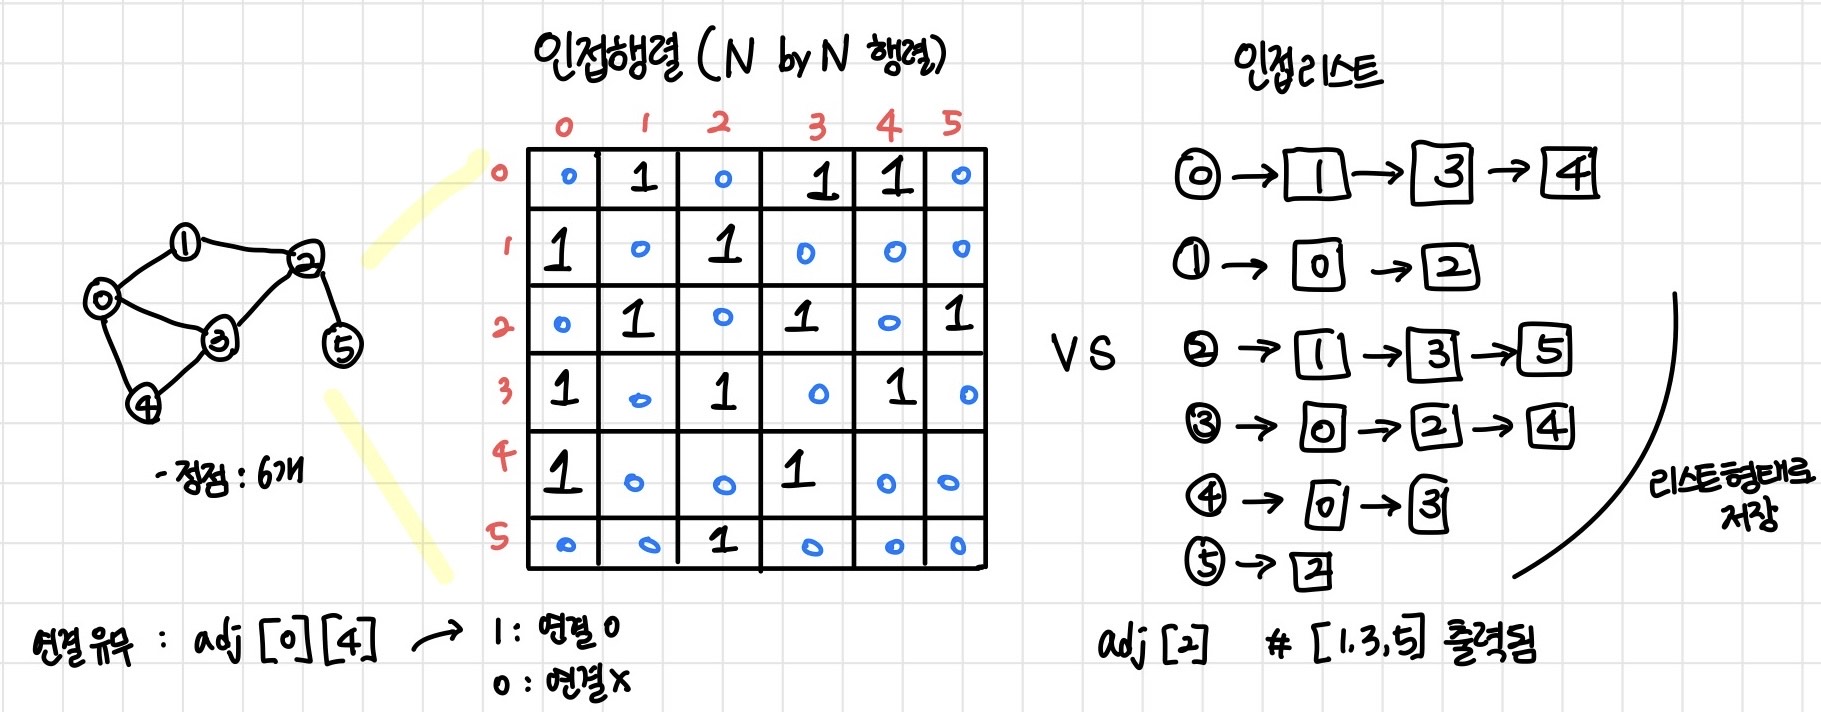 인접행렬 (N by N 행렬)
0 1 2 3 4 5
0 0 1 0 1 1 0
1 1 0 1 0 0 0
2 0 1 0 1 0 1
3 1 0 1 0 1 0
4 1 0 0 1 0 0
5 0 0 1 0 0 0
1
2
0
3
5
4
- 정점 : 6개
연결유무 : adj [0][4] → 1 : 연결 O
0 : 연결 X
VS
인접리스트
0 → 1 → 3 → 4
1 → 0 → 2
2 → 1 → 3 → 5
3 → 0 → 2 → 4
4 → 0 → 3
5 → 2
리스트형태로
저장
adj [2] # [1,3,5] 출력됨